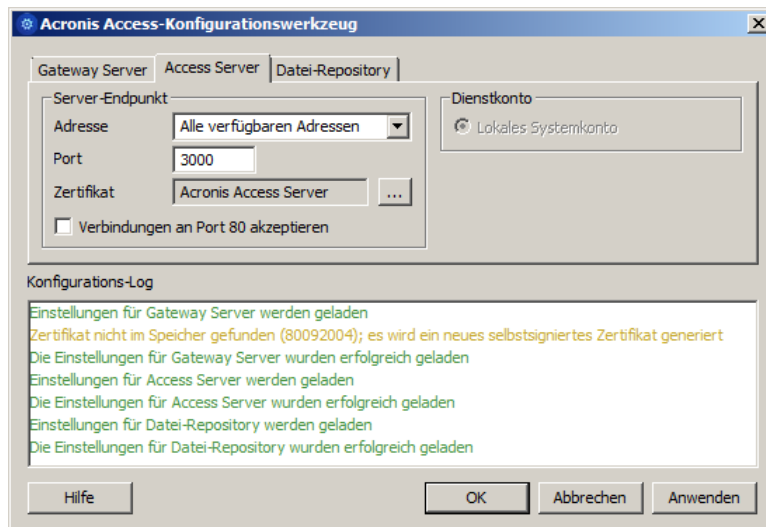 Acronis Access-Konfigurationswerkzeug
Gateway Server
Access Server
Datei-Repository
Server-Endpunkt
Adresse
Alle verfügbaren Adressen
Port
3000
Zertifikat
Acronis Access Server
...
Verbindungen an Port 80 akzeptieren
Dienstkonto
Lokales Systemkonto
Konfigurations-Log
Einstellungen für Gateway Server werden geladen
Zertifikat nicht im Speicher gefunden (80092004); es wird ein neues selbstsigniertes Zertifikat generiert
Die Einstellungen für Gateway Server wurden erfolgreich geladen
Einstellungen für Access Server werden geladen
Die Einstellungen für Access Server wurden erfolgreich geladen
Einstellungen für Datei-Repository werden geladen
Die Einstellungen für Datei-Repository wurden erfolgreich geladen
Hilfe
OK
Abbrechen
Anwenden